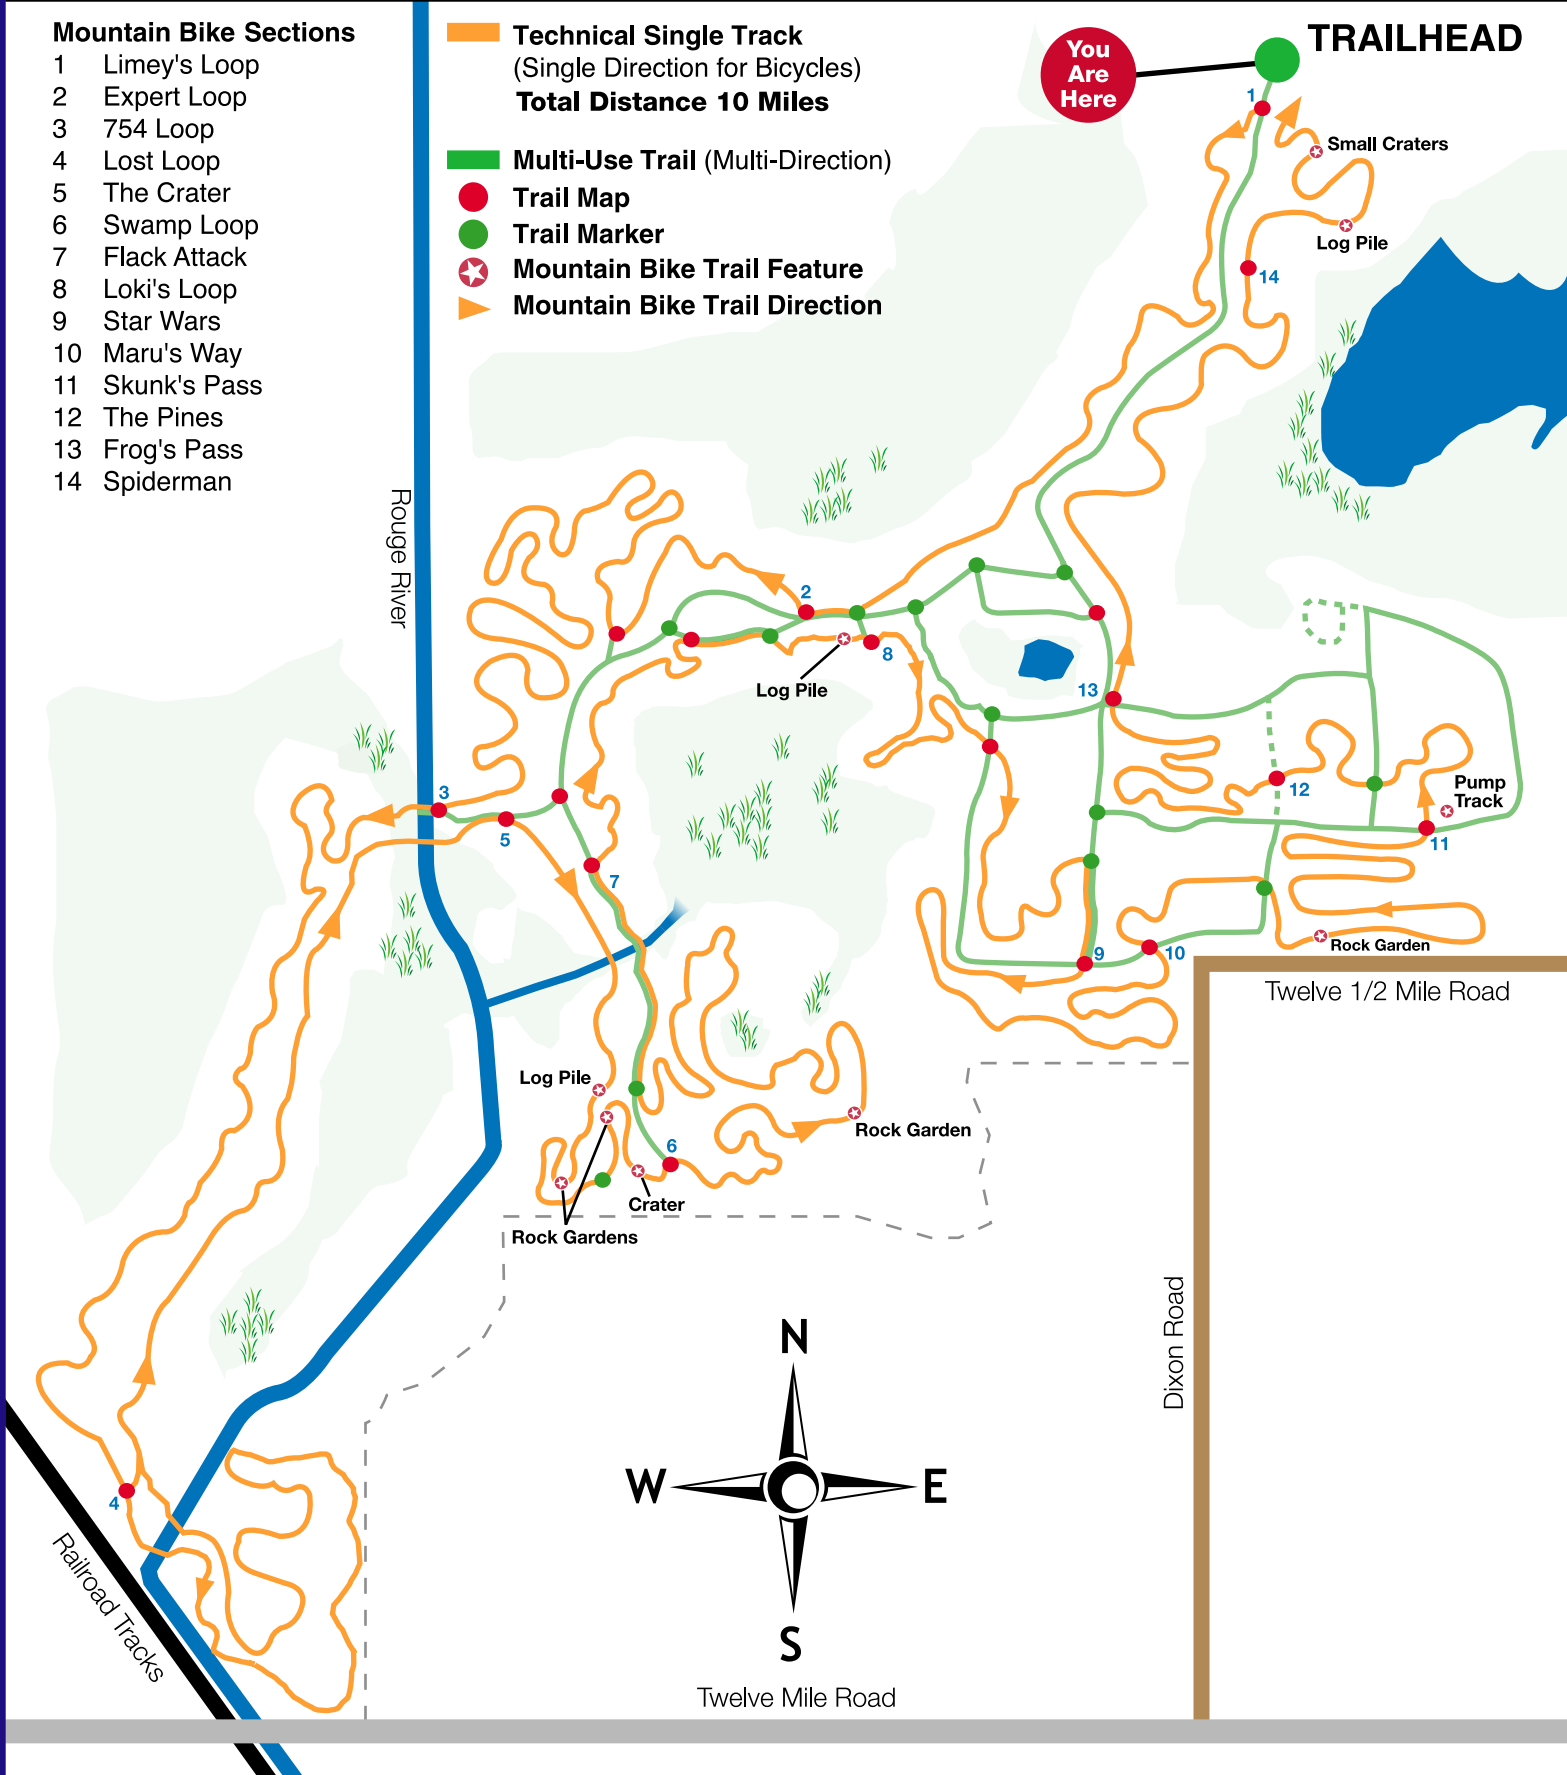 Mountain Bike Sections
1 Limey's Loop
2 Expert Loop
3 754 Loop
4 Lost Loop
5 The Crater
6 Swamp Loop
7 Flack Attack
8 Loki's Loop
9 Star Wars
10 Maru's Way
11 Skunk's Pass
12 The Pines
13 Frog's Pass
14 Spiderman
Technical Single Track
(Single Direction for Bicycles)
Total Distance 10 Miles
Multi-Use Trail (Multi-Direction)
Trail Map
Trail Marker
Mountain Bike Trail Feature
Mountain Bike Trail Direction
You
Are
Here
TRAILHEAD
1
Small Craters
Log Pile
14
Rouge River
2
8
Log Pile
13
3
5
7
12
Pump
Track
11
Rock Garden
9
10
Twelve 1/2 Mile Road
Log Pile
Rock Garden
6
Crater
Rock Gardens
Dixon Road
N
W
E
S
4
Railroad Tracks
Twelve Mile Road